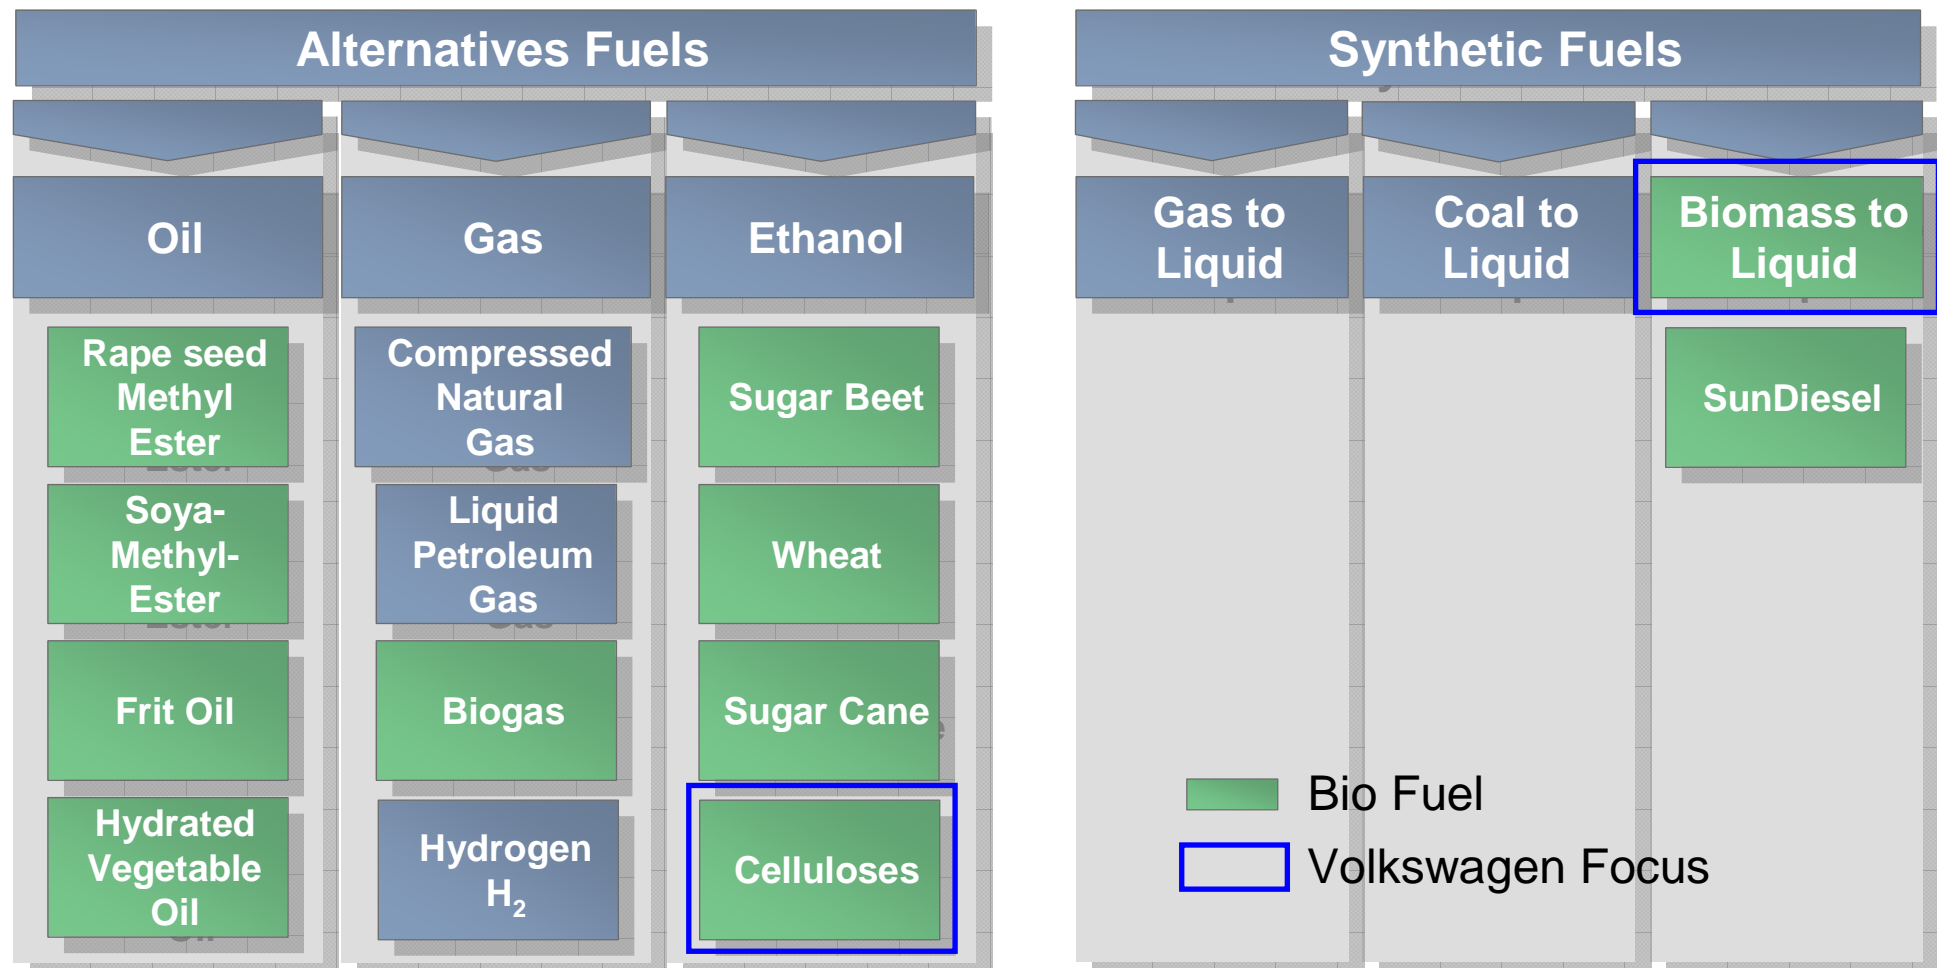 Alternatives Fuels
Oil
Gas
Ethanol
Rape seed
Methyl
Ester
Compressed
Natural
Gas
Sugar Beet
Soya-
Methyl-
Ester
Liquid
Petroleum
Gas
Wheat
Frit Oil
Biogas
Sugar Cane
Hydrated
Vegetable
Oil
Hydrogen
H₂
Celluloses
Synthetic Fuels
Gas to
Liquid
Coal to
Liquid
Biomass to
Liquid
SunDiesel
Bio Fuel
Volkswagen Focus